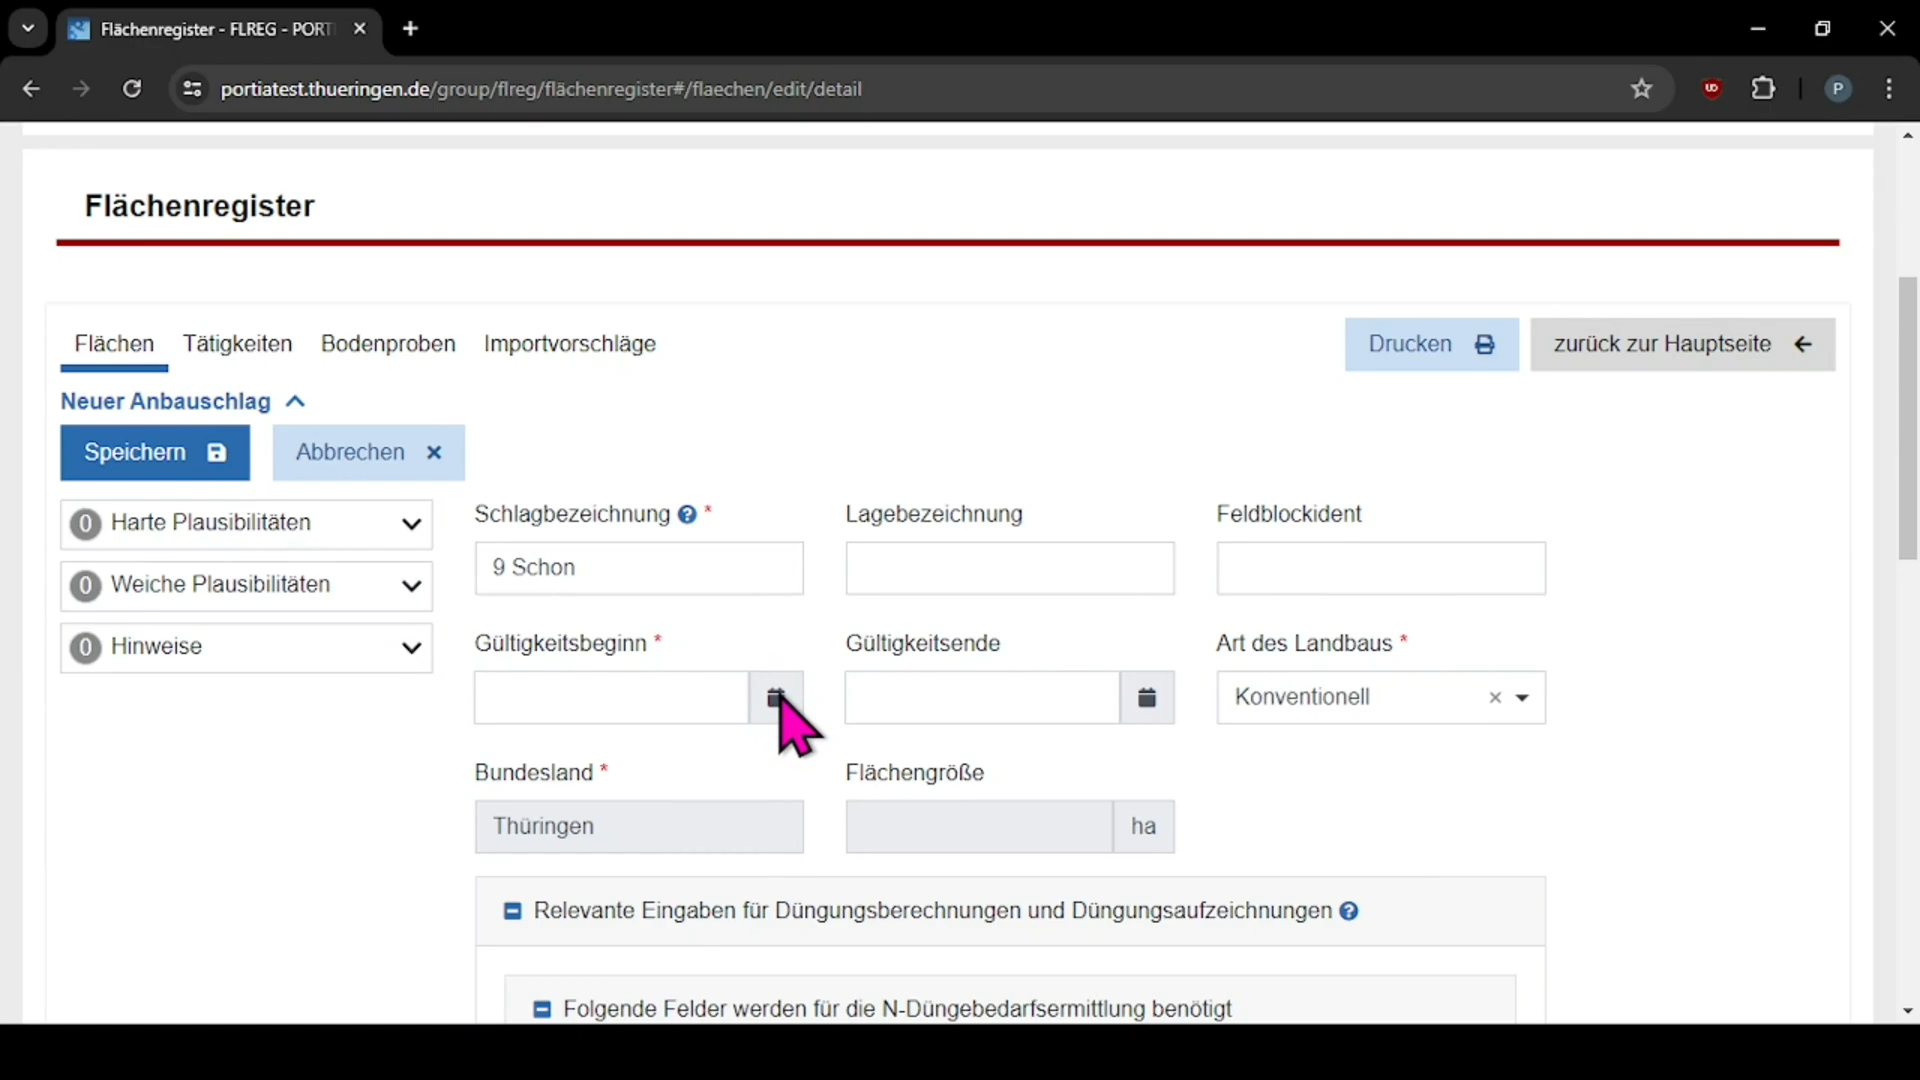 Flächenregister - FLREG - PORT
portiatest.thueringen.de/group/flreg/flächenregister#/flaechen/edit/detail
UD
P
Flächenregister
Flächen Tätigkeiten Bodenproben Importvorschläge Drucken zurück zur Hauptseite
Neuer Anbauschlag
Speichern Abbrechen
0 Harte Plausibilitäten
0 Weiche Plausibilitäten
0 Hinweise
Schlagbezeichnung ? * Lagebezeichnung Feldblockident
9 Schon
Gültigkeitsbeginn * Gültigkeitsende Art des Landbaus *
Konventionell ×
Bundesland * Flächengröße
Thüringen ha
Relevante Eingaben für Düngungsberechnungen und Düngungsaufzeichnungen ?
Folgende Felder werden für die N-Düngebedarfsermittlung benötigt